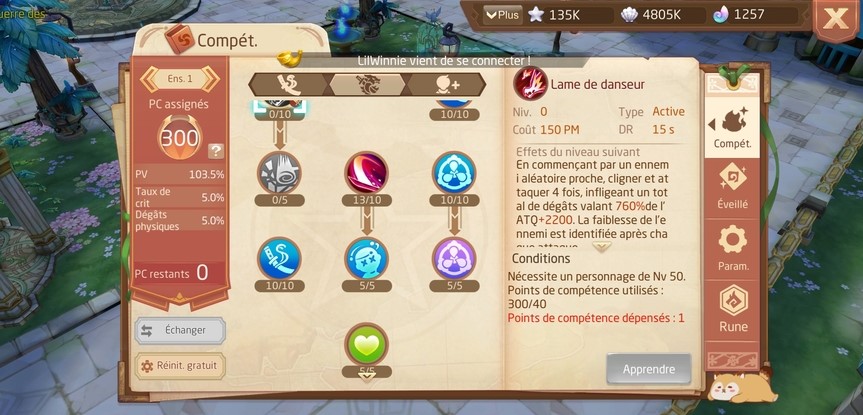 uerre des
Plus
135K
4805K
1257
Compét.
LilWinnie vient de se connecter !
Ens. 1
PC assignés
300
?
PV 103.5%
Taux de
crit 5.0%
Dégâts
physiques 5.0%
PC restants 0
Échanger
Réinit. gratuit
0/10
10/10
0/5
13/10
10/10
10/10
5/5
5/5
5/5
Lame de danseur
Niv. 0 Type Active
Coût 150 PM DR 15 s
Effets du niveau suivant
En commençant par un ennem
i aléatoire proche, cligner et at
taquer 4 fois, infligeant un tot
al de dégâts valant 760%de l'
ATQ+2200. La faiblesse de l'e
nnemi est identifiée après cha
que attaque
Conditions
Nécessite un personnage de Nv 50.
Points de compétence utilisés :
300/40
Points de compétence dépensés : 1
Apprendre
Compét.
Éveillé
Param.
Rune